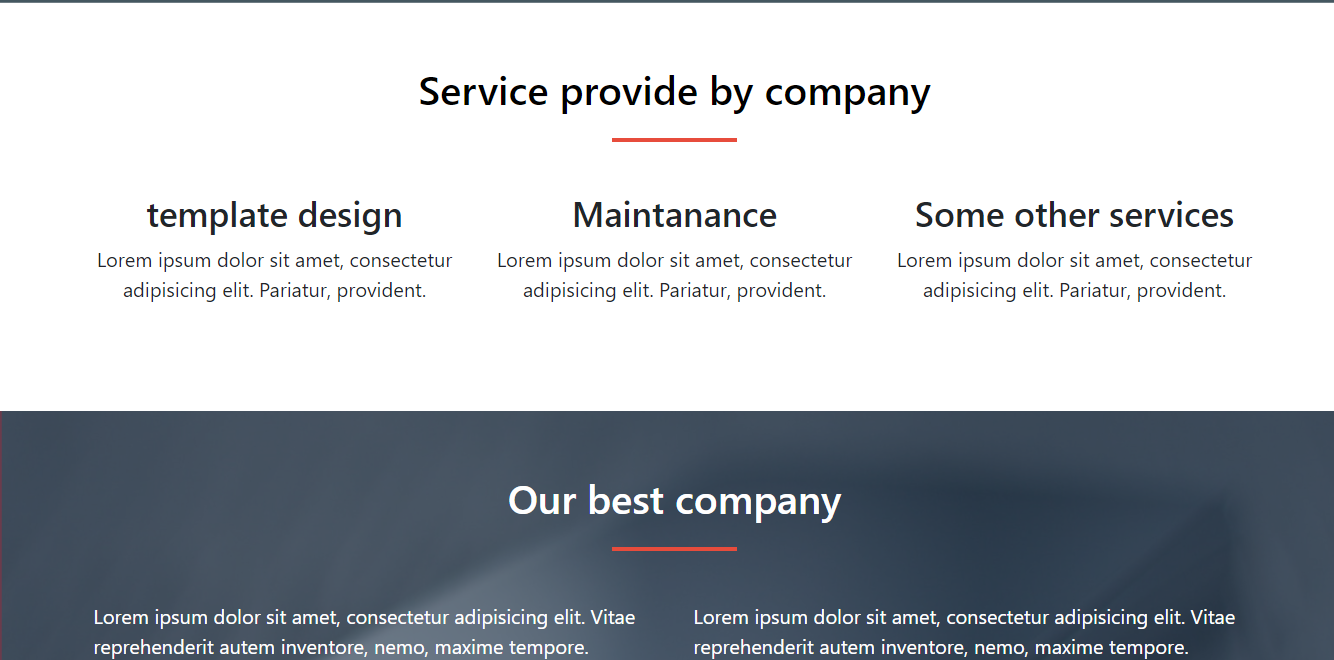 Service provide by company
template design
Lorem ipsum dolor sit amet, consectetur
adipisicing elit. Pariatur, provident.
Maintanance
Lorem ipsum dolor sit amet, consectetur
adipisicing elit. Pariatur, provident.
Some other services
Lorem ipsum dolor sit amet, consectetur
adipisicing elit. Pariatur, provident.
Our best company
Lorem ipsum dolor sit amet, consectetur adipisicing elit. Vitae
reprehenderit autem inventore, nemo, maxime tempore.
Lorem ipsum dolor sit amet, consectetur adipisicing elit. Vitae
reprehenderit autem inventore, nemo, maxime tempore.